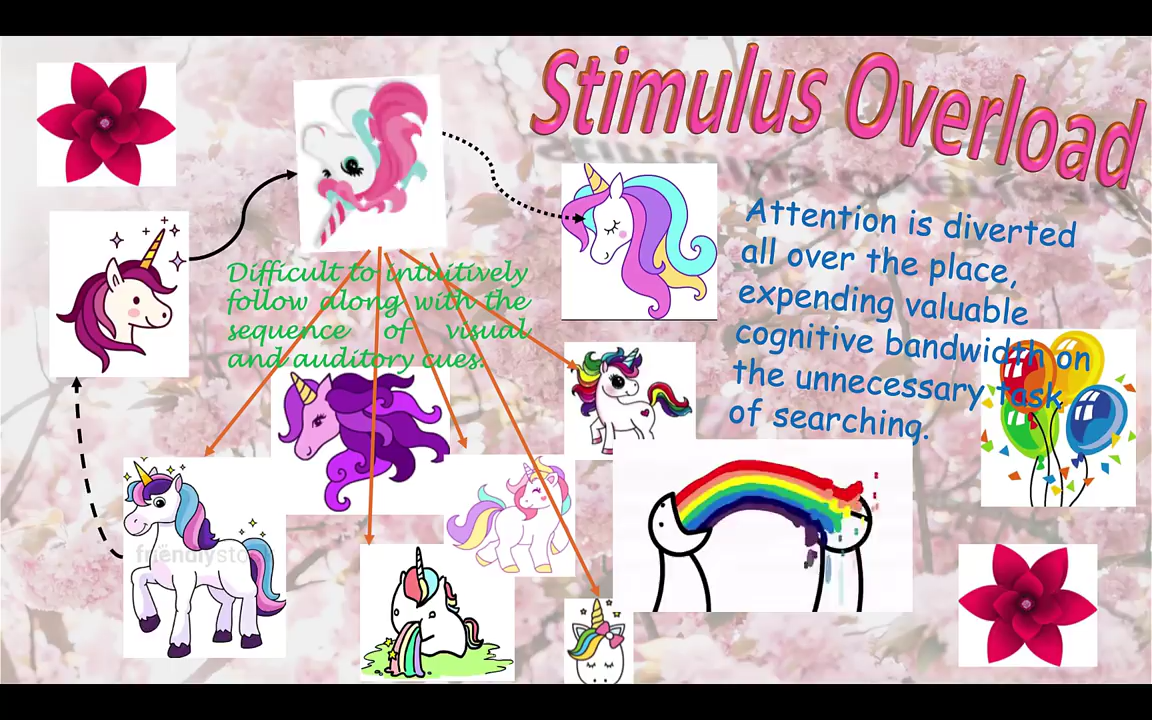 Stimulus Overload
Attention is diverted
all over the place,
expending valuable
cognitive bandwidth on
the unnecessary task
of searching.
Difficult to intuitively
follow along with the
sequence of visual
and auditory cues.